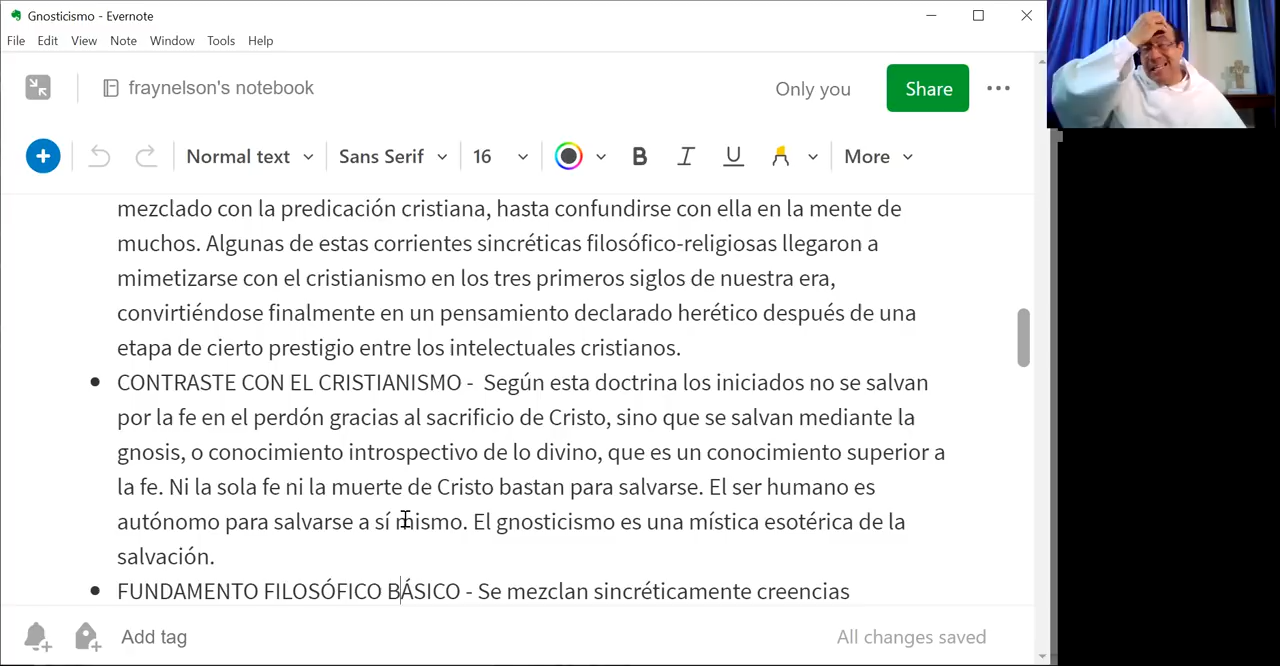 Gnosticismo - Evernote
File Edit View Note Window Tools Help
fraynelson's notebook
Only you
Share
Normal text
Sans Serif
16
B I U
More
mezclado con la predicación cristiana, hasta confundirse con ella en la mente de
muchos. Algunas de estas corrientes sincréticas filosófico-religiosas llegaron a
mimetizarse con el cristianismo en los tres primeros siglos de nuestra era,
convirtiéndose finalmente en un pensamiento declarado herético después de una
etapa de cierto prestigio entre los intelectuales cristianos.
• CONTRASTE CON EL CRISTIANISMO - Según esta doctrina los iniciados no se salvan
por la fe en el perdón gracias al sacrificio de Cristo, sino que se salvan mediante la
gnosis, o conocimiento introspectivo de lo divino, que es un conocimiento superior a
la fe. Ni la sola fe ni la muerte de Cristo bastan para salvarse. El ser humano es
autónomo para salvarse a sí mismo. El gnosticismo es una mística esotérica de la
salvación.
• FUNDAMENTO FILOSÓFICO BÁSICO - Se mezclan sincréticamente creencias
Add tag
All changes saved